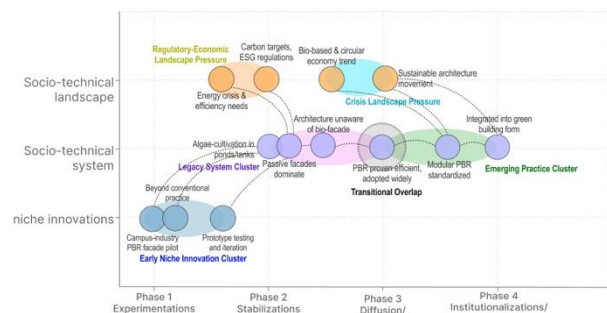 Regulatory-Economic
Landscape Pressure
Carbon targets,
ESG regulations
Bio-based & circular
economy trend
Socio-technical
landscape
Energy crisis &
efficiency needs
Crisis Landscape Pressure
Sustainable architecture
movement
Architecture unaware
of bio-facade
Integrated into green
building form
Socio-technical
system
Algae-cultivation in
ponds/tanks
Legacy System Cluster
Passive facades
dominate
PBR proven efficient,
adopted widely
Modular PBR
standardized
Emerging Practice Cluster
Transitional Overlap
Beyond conventional
practice
niche innovations
Campus-industry
PBR facade pilot
Prototype testing
and iteration
Early Niche Innovation Cluster
Phase 1
Experimentations
Phase 2
Stabilizations
Phase 3
Diffusion/
Phase 4
Institutionalizations/